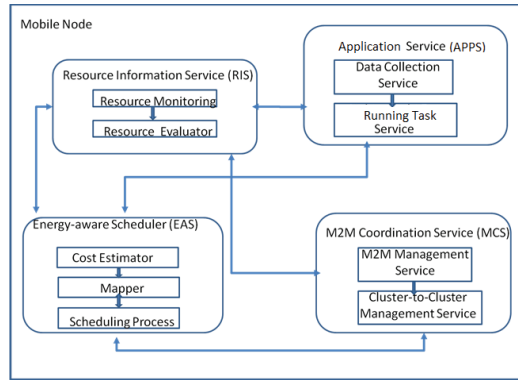 Mobile Node
Application Service (APPS)
Data Collection
Service
Running Task
Service
Resource Information Service (RIS)
Resource Monitoring
Resource Evaluator
Energy-aware Scheduler (EAS)
Cost Estimator
Mapper
Scheduling Process
M2M Coordination Service (MCS)
M2M Management
Service
Cluster-to-Cluster
Management Service